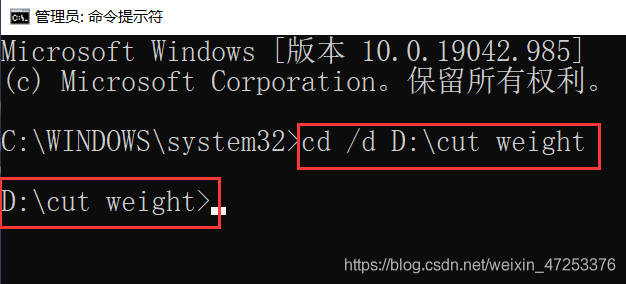 管理员: 命令提示符
Microsoft Windows [版本 10.0.19042.985]
(c) Microsoft Corporation。保留所有权利。
C:\WINDOWS\system32>cd /d D:\cut weight
D:\cut weight>
https://blog.csdn.net/weixin_47253376